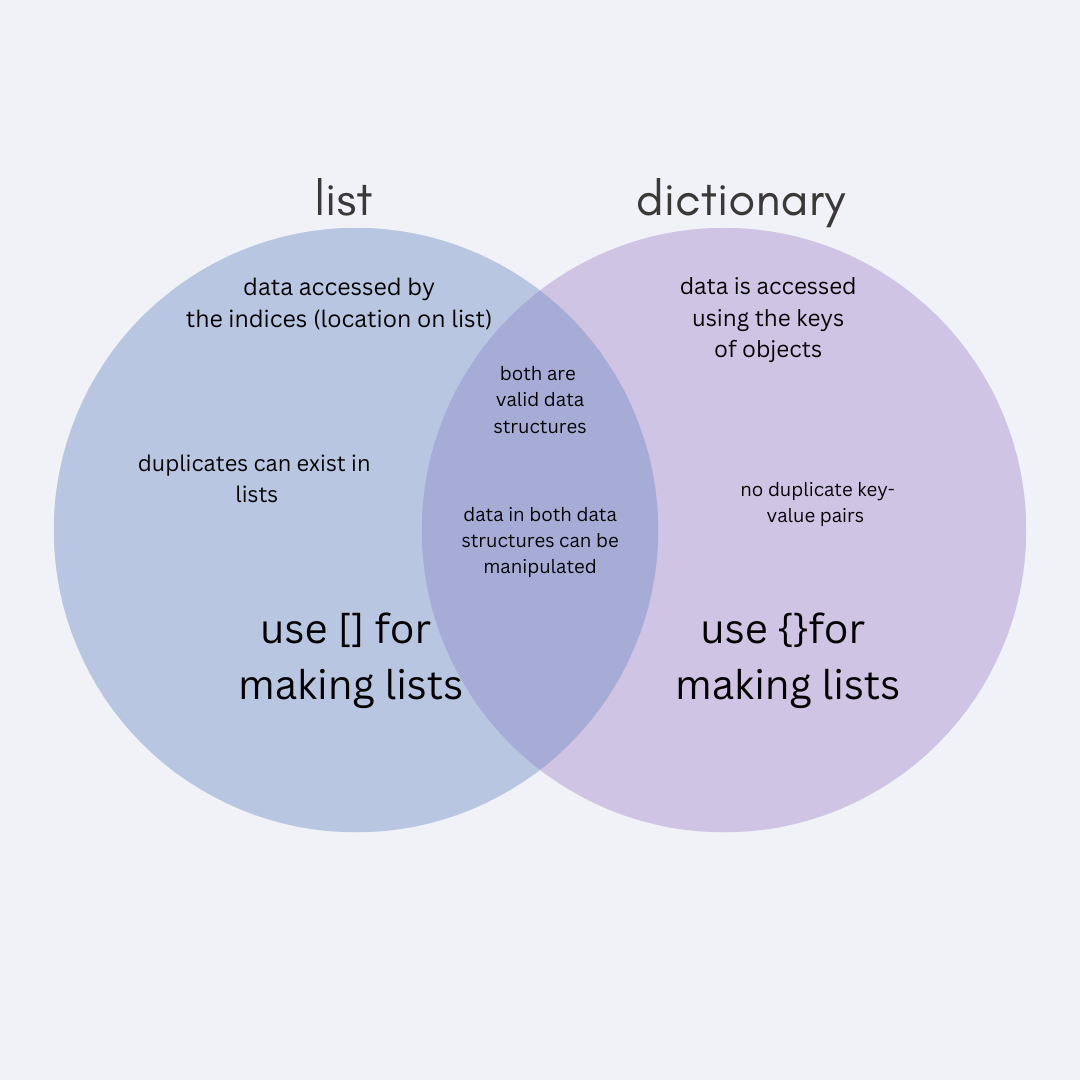 list
dictionary
data accessed by
the indices (location on list)
duplicates can exist in
lists
use [] for
making lists
both are
valid data
structures
data in both data
structures can be
manipulated
data is accessed
using the keys
of objects
no duplicate key-
value pairs
use {}for
making lists